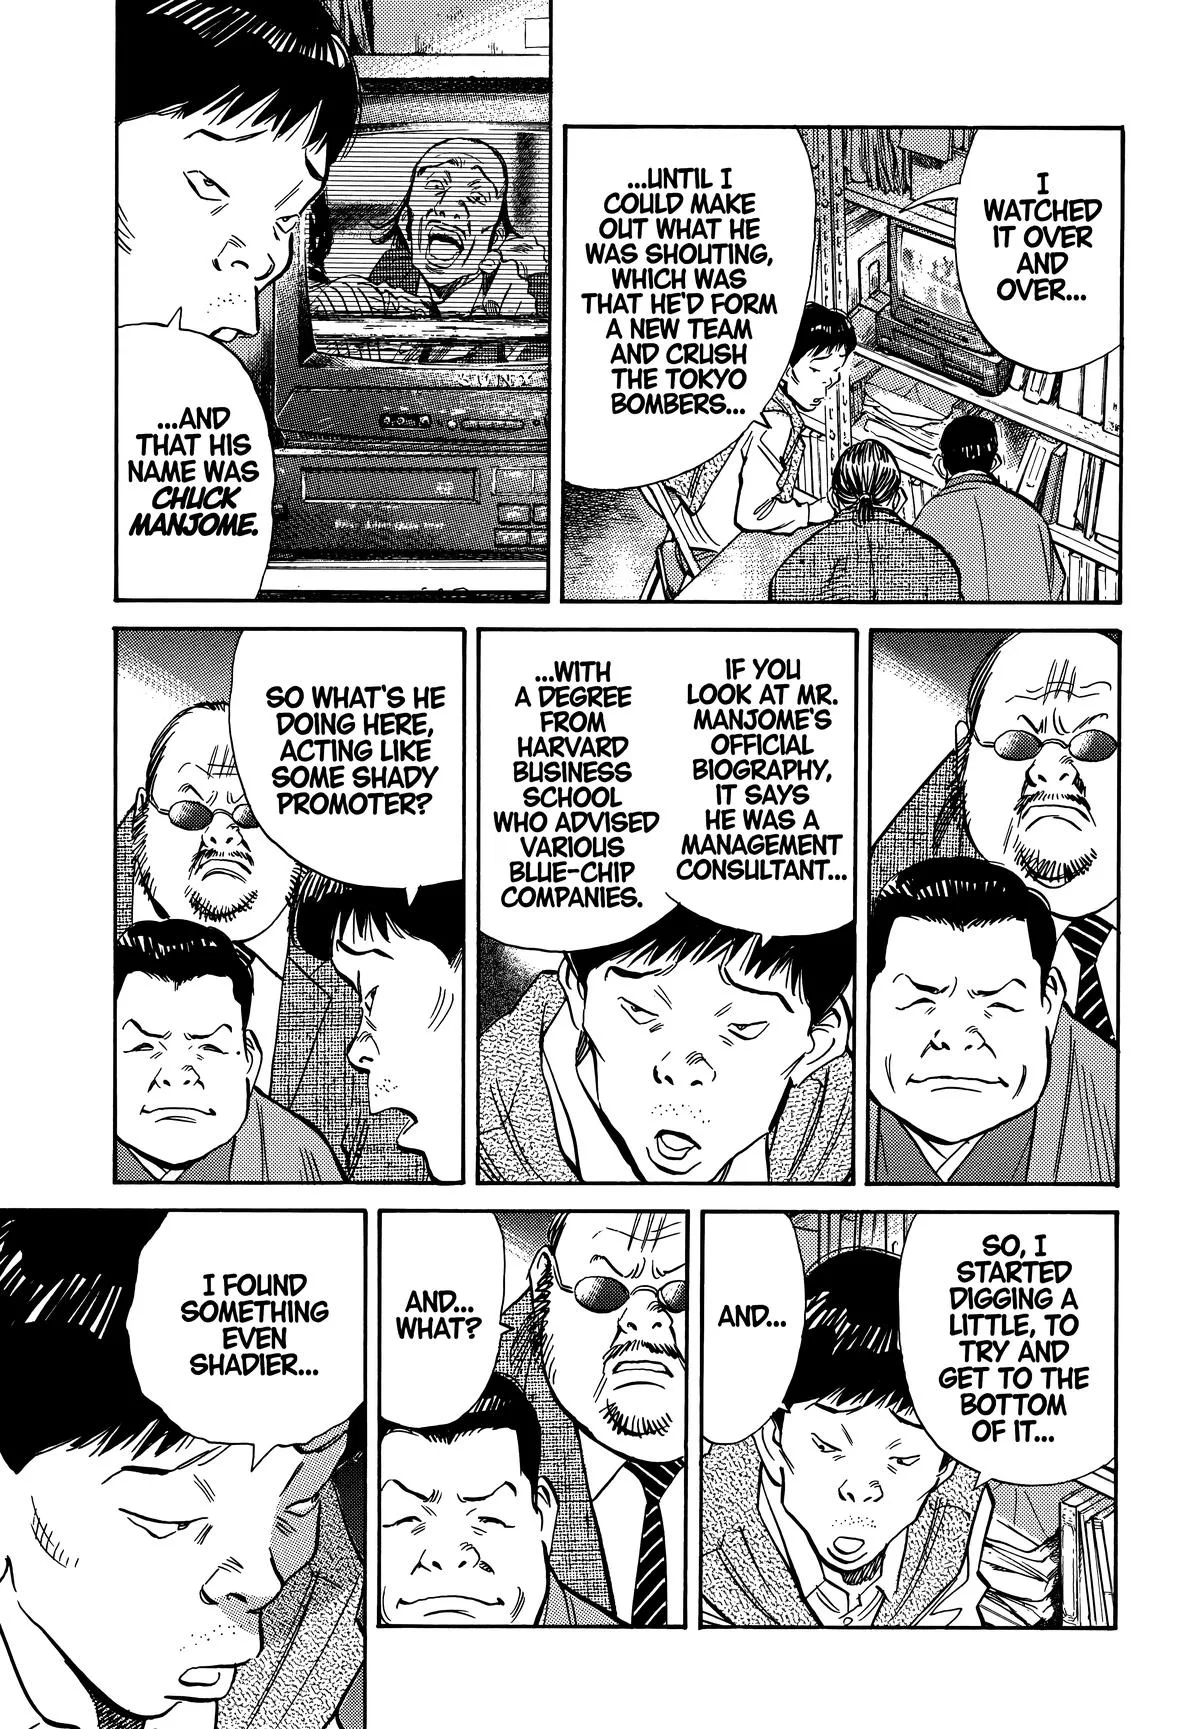 I
WATCHED
IT OVER
AND
OVER...
...UNTIL I
COULD MAKE
OUT WHAT HE
WAS SHOUTING,
WHICH WAS
THAT HE'D FORM
A NEW TEAM
AND CRUSH
THE TOKYO
BOMBERS...
...AND
THAT HIS
NAME WAS
CHUCK
MANJOME.
IF YOU
LOOK AT MR.
MANJOME'S
OFFICIAL
BIOGRAPHY,
IT SAYS
HE WAS A
MANAGEMENT
CONSULTANT...
...WITH
A DEGREE
FROM
HARVARD
BUSINESS
SCHOOL
WHO ADVISED
VARIOUS
BLUE-CHIP
COMPANIES.
SO WHAT'S HE
DOING HERE,
ACTING LIKE
SOME SHADY
PROMOTER?
SO, I
STARTED
DIGGING A
LITTLE, TO
TRY AND
GET TO THE
BOTTOM
OF IT...
AND...
AND...
WHAT?
I FOUND
SOMETHING
EVEN
SHADIER...